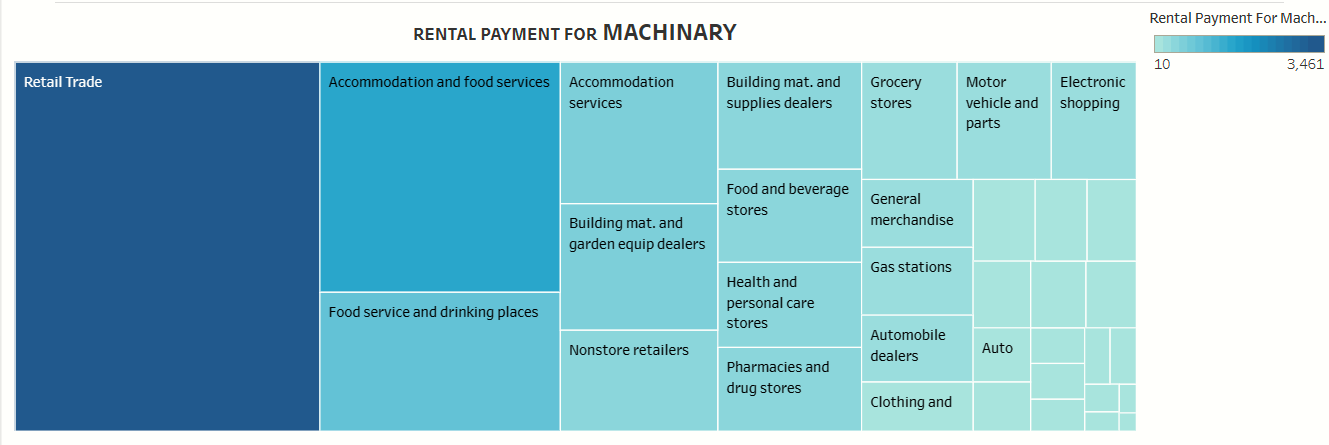 RENTAL PAYMENT FOR MACHINARY
Rental Payment For Mach...
10 3,461
Retail Trade
Accommodation and food services
Food service and drinking places
Accommodation
services
Building mat. and
garden equip dealers
Nonstore retailers
Building mat. and
supplies dealers
Food and beverage
stores
Health and
personal care
stores
Pharmacies and
drug stores
Grocery
stores
Motor
vehicle and
parts
Electronic
shopping
General
merchandise
Gas stations
Automobile
dealers
Clothing and
Auto